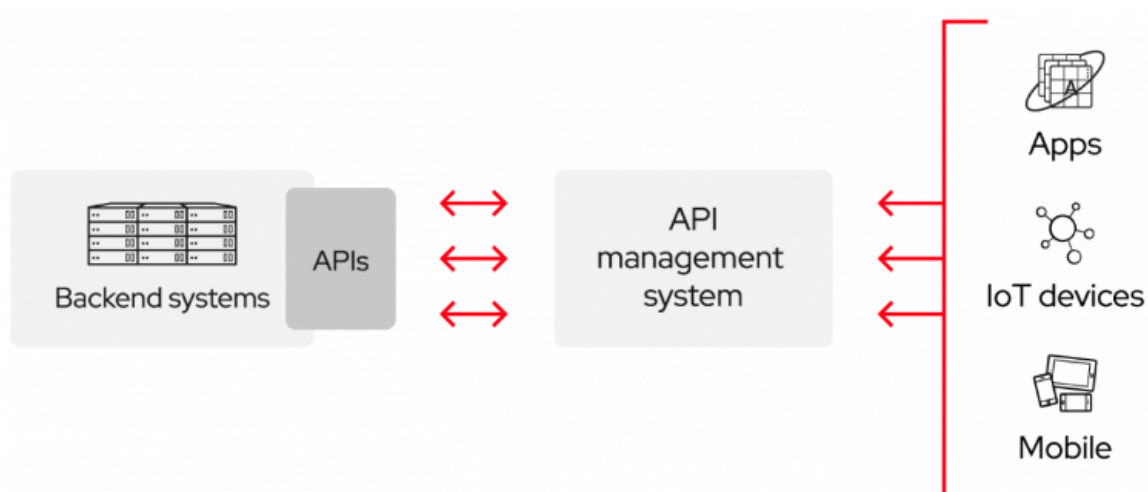 Backend systems
APIs
API
management
system
A
Apps
IoT devices
Mobile